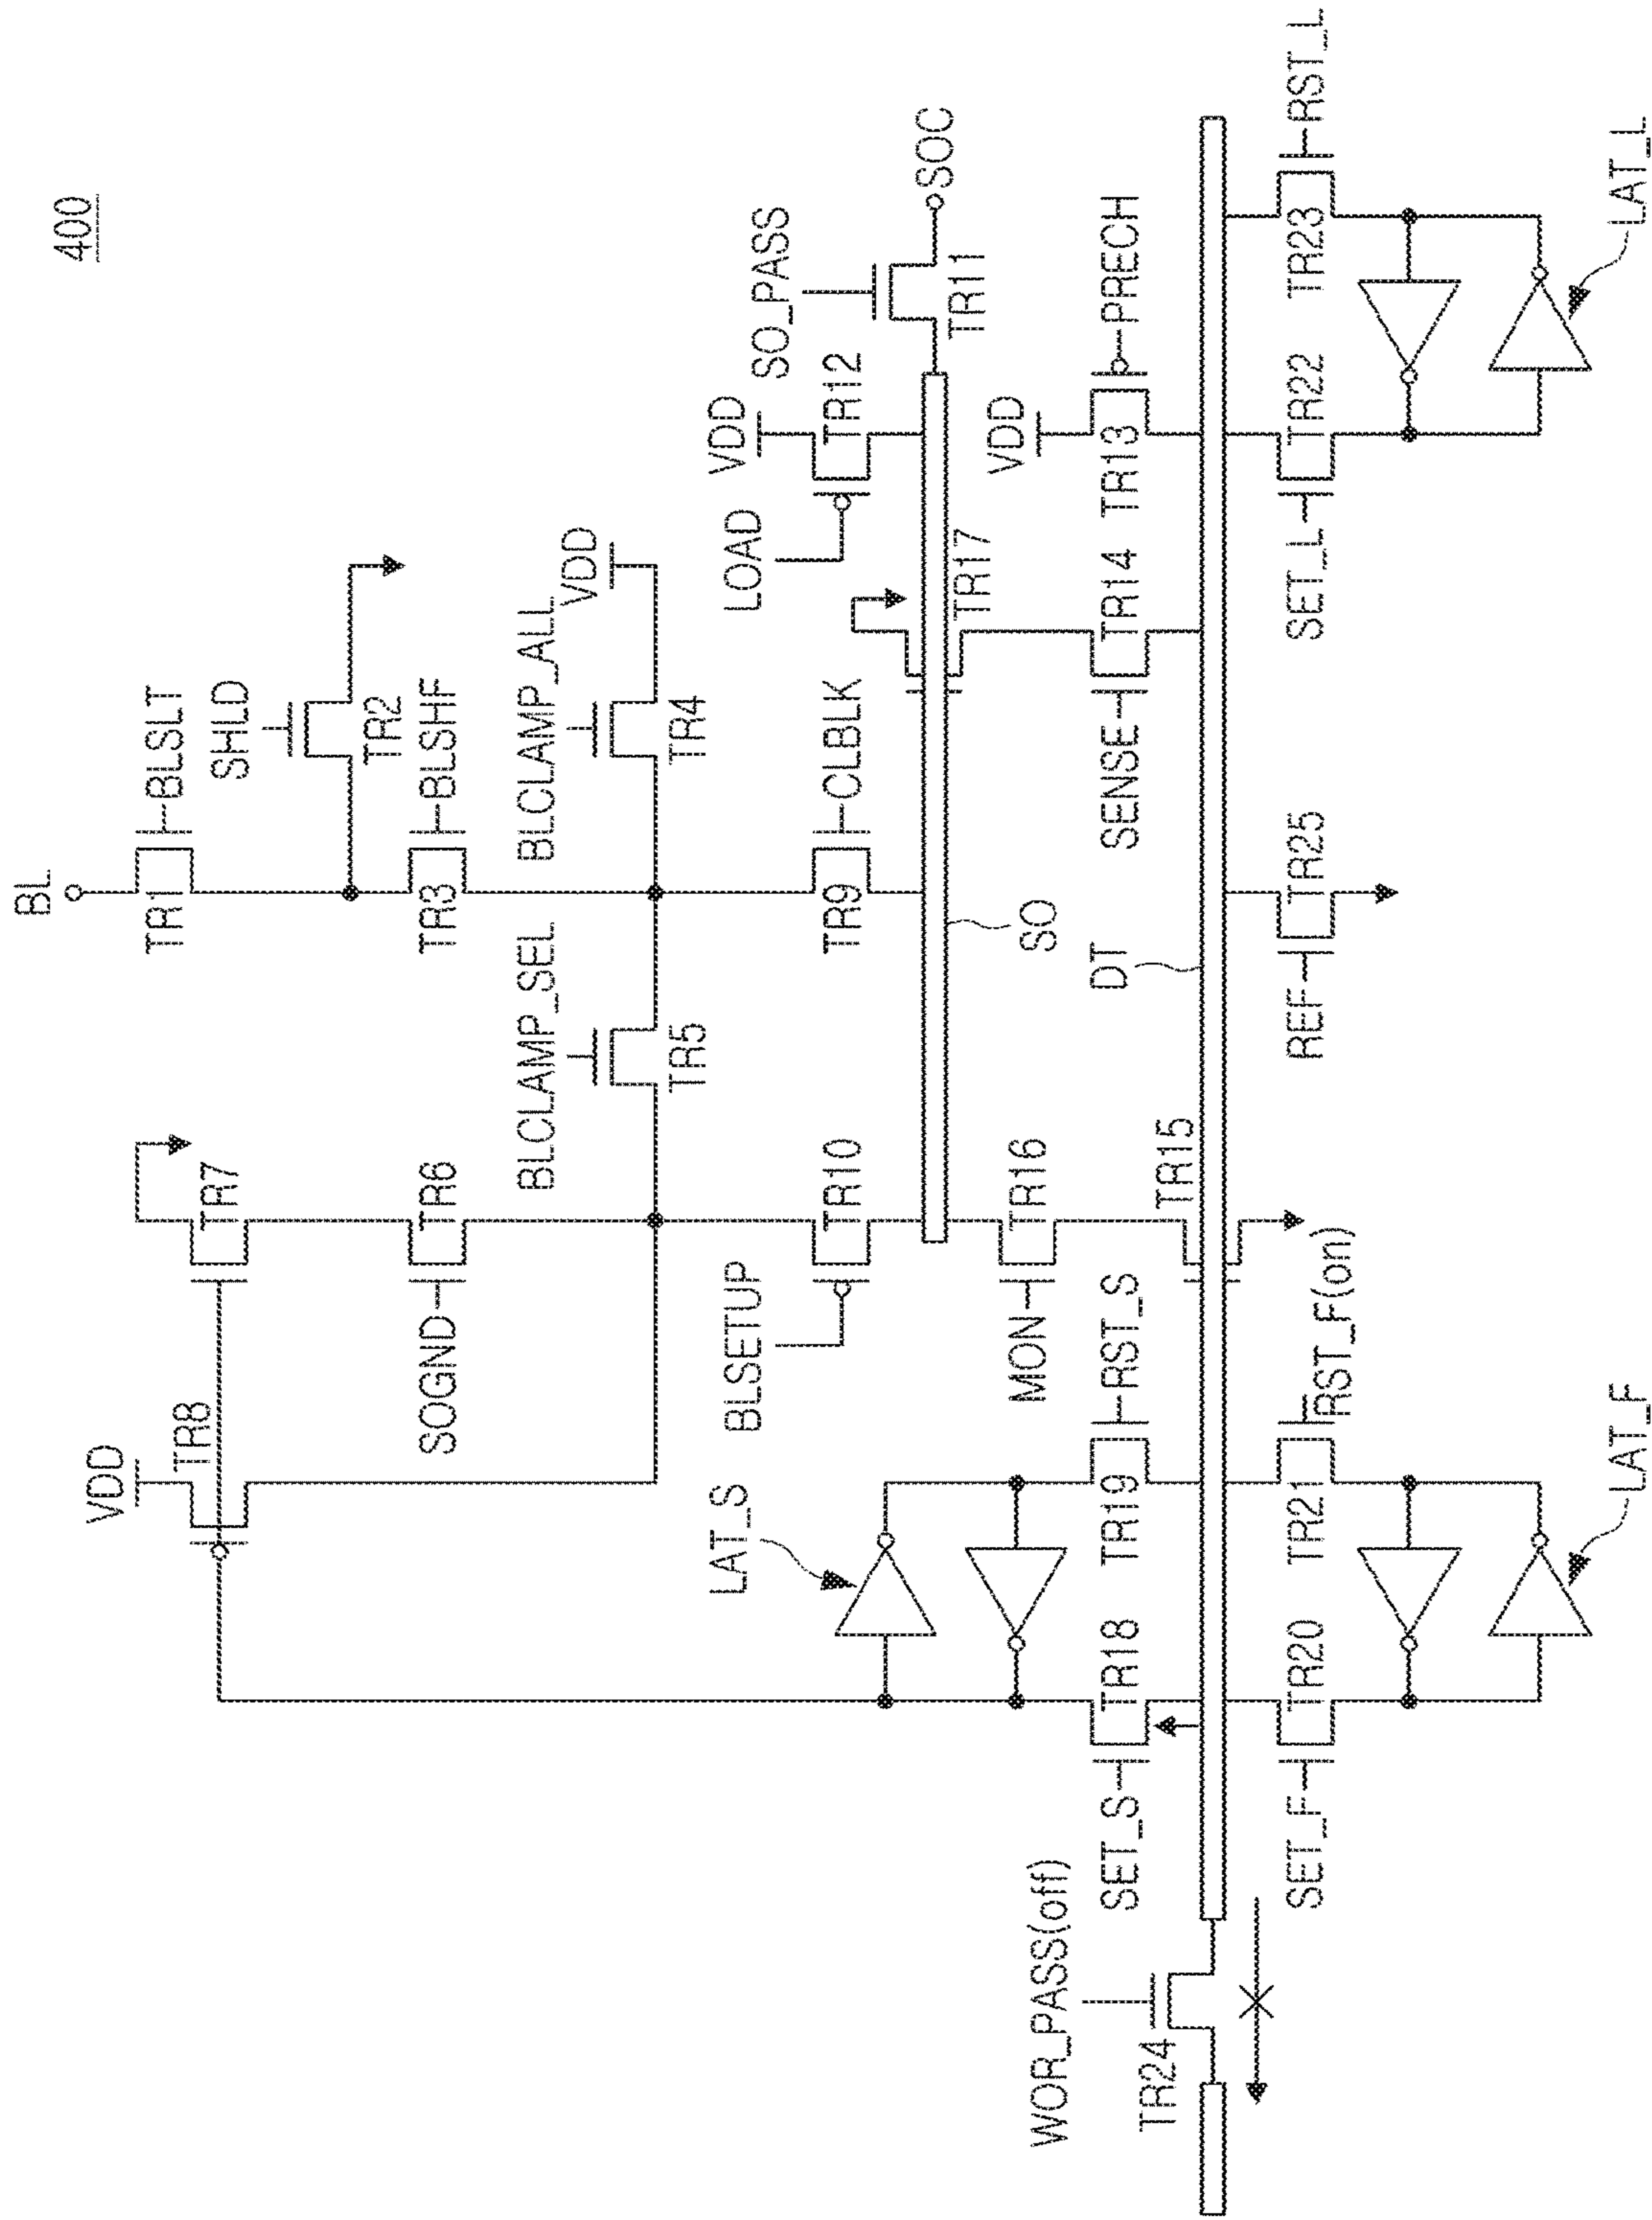 400
BL
TR1
BLSLT
SHLD
TR2
TR3
BLSHF
VDD
TR8
TR7
TR6
SOGND
BLCLAMP_SEL
TR5
BLCLAMP_ALL
TR4
VDD
BLSETUP
TR10
TR9
CLBLK
LOAD
VDD
TR12
SO_PASS
TR11
SOC
TR17
SO
LAT_S
MON
TR16
VDD
SENSE
TR14
TR13
PRECH
DT
SET_S
TR18
TR19
RST_S
TR15
WOR_PASS(off)
TR24
SET_F
TR20
TR21
RST_F(on)
REF
TR25
SET_L
TR22
TR23
RST_L
LAT_F
LAT_L